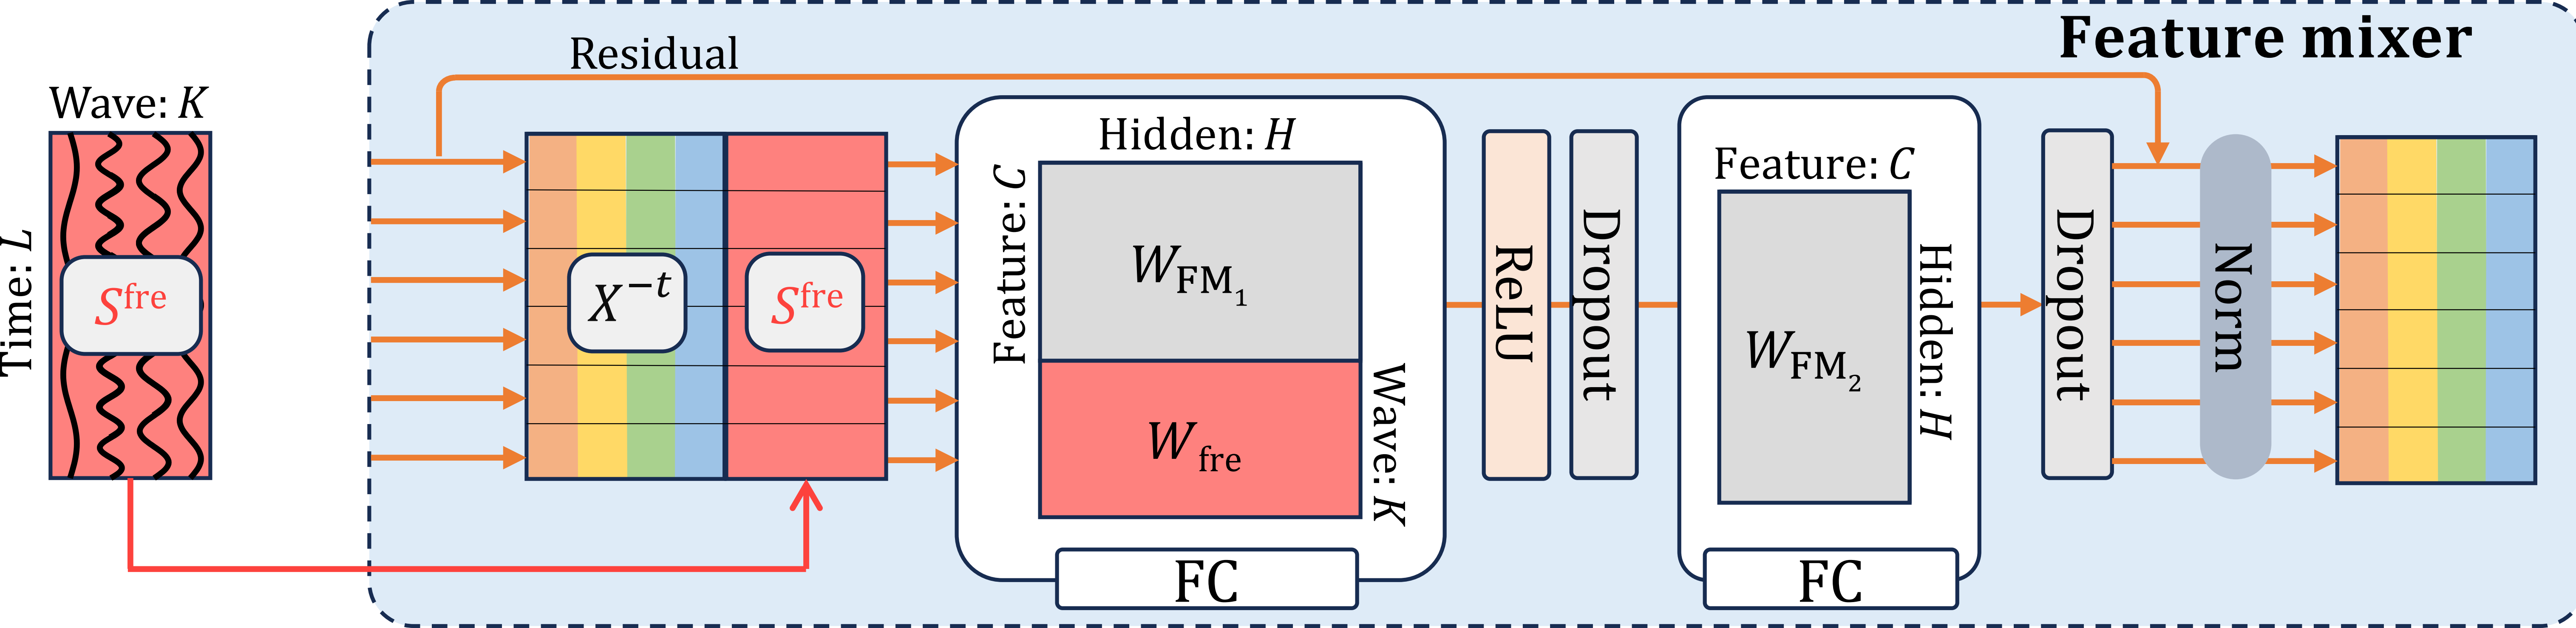 Feature mixer
Residual
Wave: K
Time: L
S^fre
X^−t
S^fre
Hidden: H
Feature: C
W_FM_1
W_fre
Wave: K
FC
ReLU
Dropout
Feature: C
W_FM_2
Hidden: H
FC
Dropout
Norm